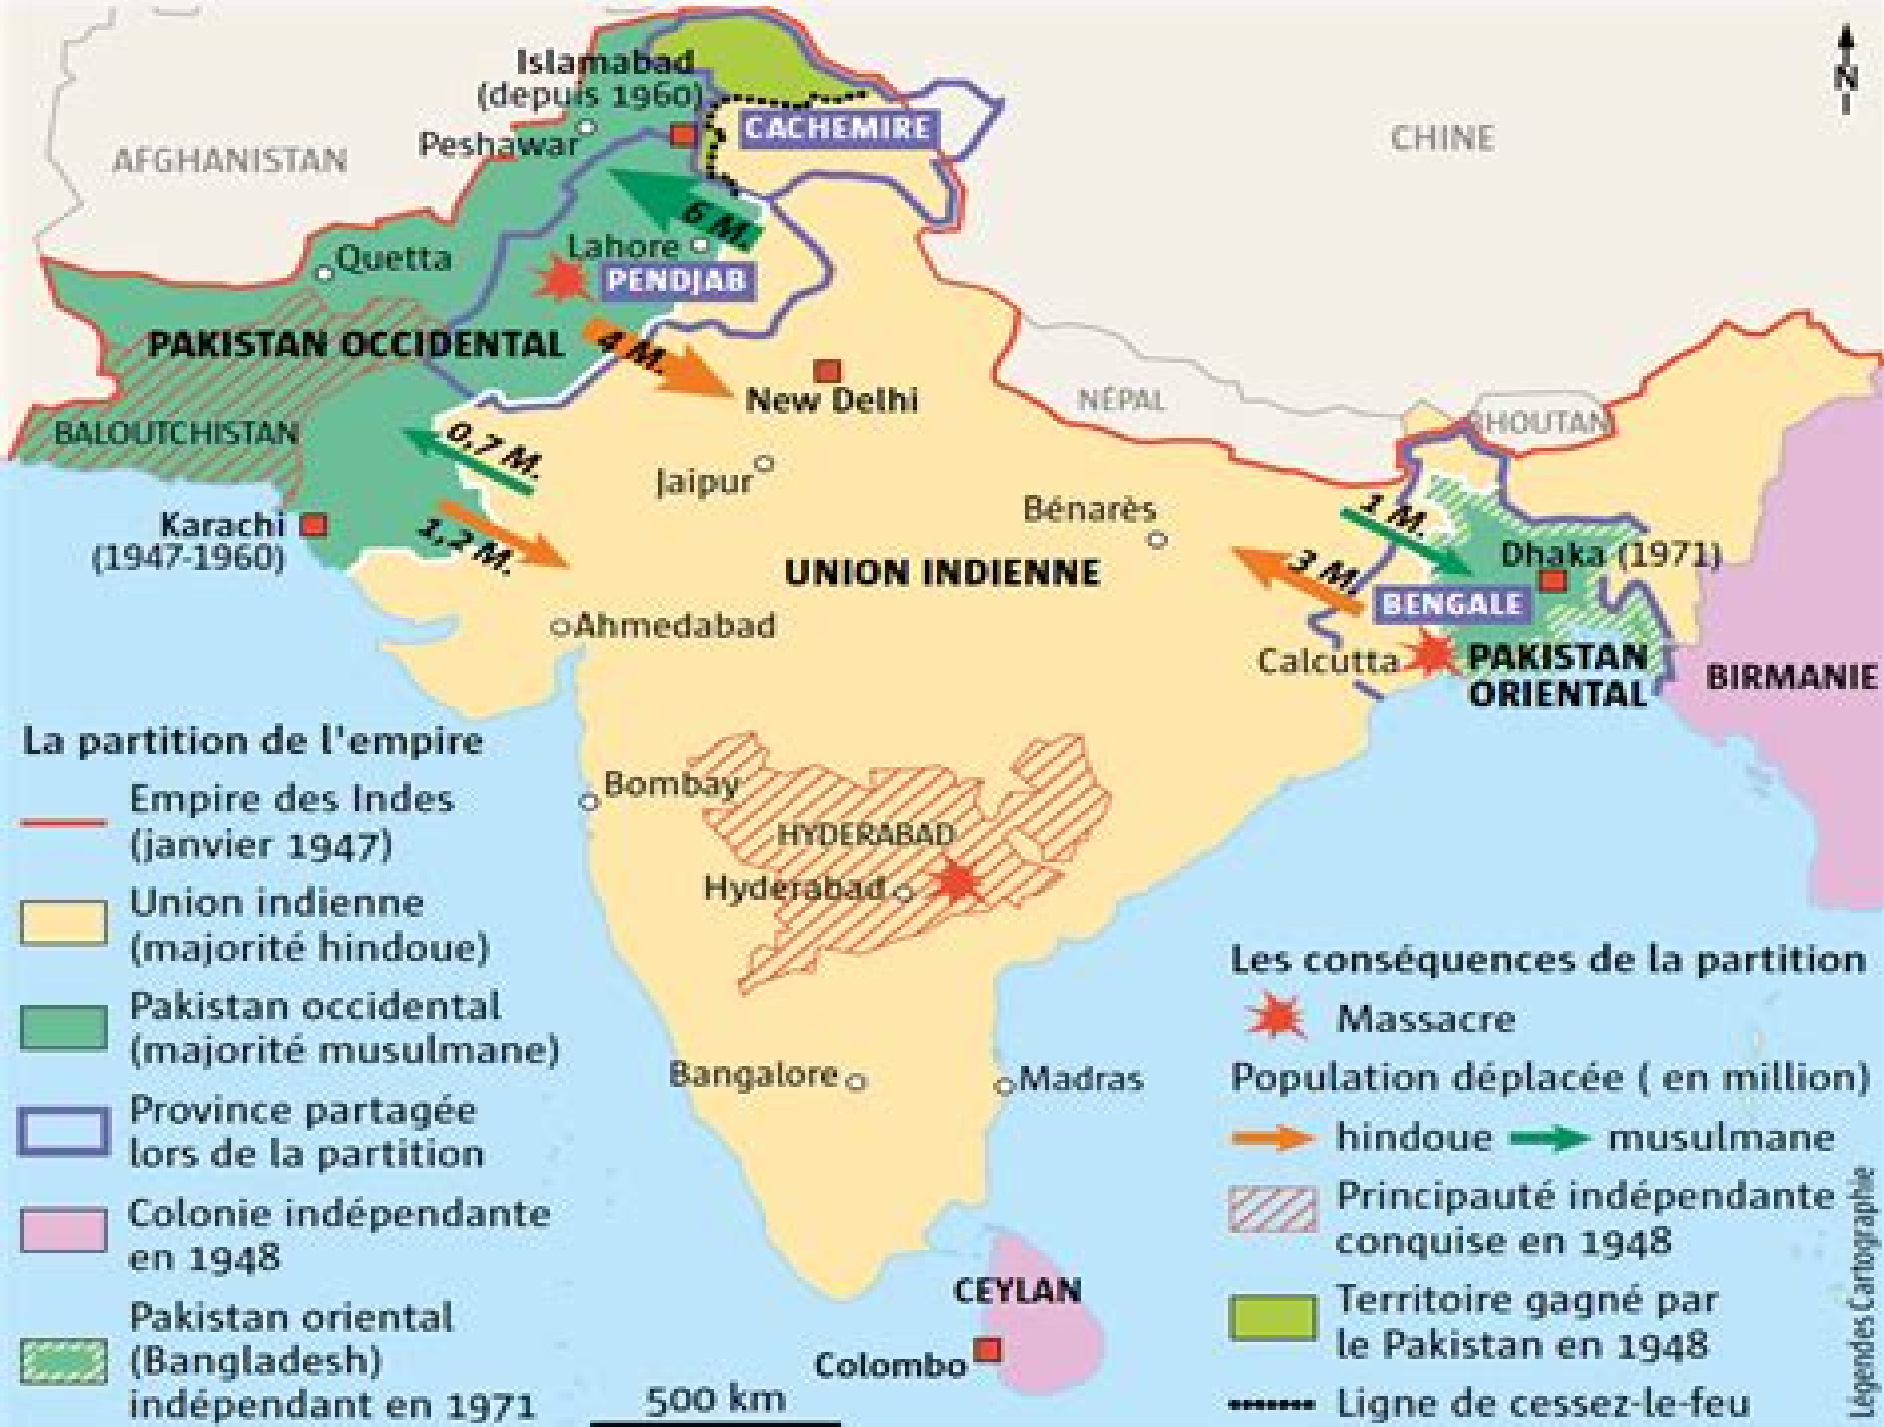 Islamabad
(depuis 1960)
Peshawar
CACHEMIRE
CHINE
N
AFGHANISTAN
6 M.
Lahore
Quetta
PENDJAB
PAKISTAN OCCIDENTAL
4 M.
New Delhi
NÉPAL
BHOUTAN
BALOUTCHISTAN
0,7 M.
Jaipur
Bénarès
1 M.
Karachi
(1947-1960)
1,2 M.
UNION INDIENNE
Dhaka (1971)
3 M.
BENGALE
Ahmedabad
Calcutta
PAKISTAN
ORIENTAL
BIRMANIE
Bombay
HYDERABAD
Hyderabad
Bangalore
Madras
CEYLAN
Colombo
500 km
La partition de l'empire
Empire des Indes
(janvier 1947)
Union indienne
(majorité hindoue)
Pakistan occidental
(majorité musulmane)
Province partagée
lors de la partition
Colonie indépendante
en 1948
Pakistan oriental
(Bangladesh)
indépendant en 1971
Les conséquences de la partition
Massacre
Population déplacée ( en million)
hindoue musulmane
Principauté indépendante
conquise en 1948
Territoire gagné par
le Pakistan en 1948
Ligne de cessez-le-feu
Légendes Cartographie